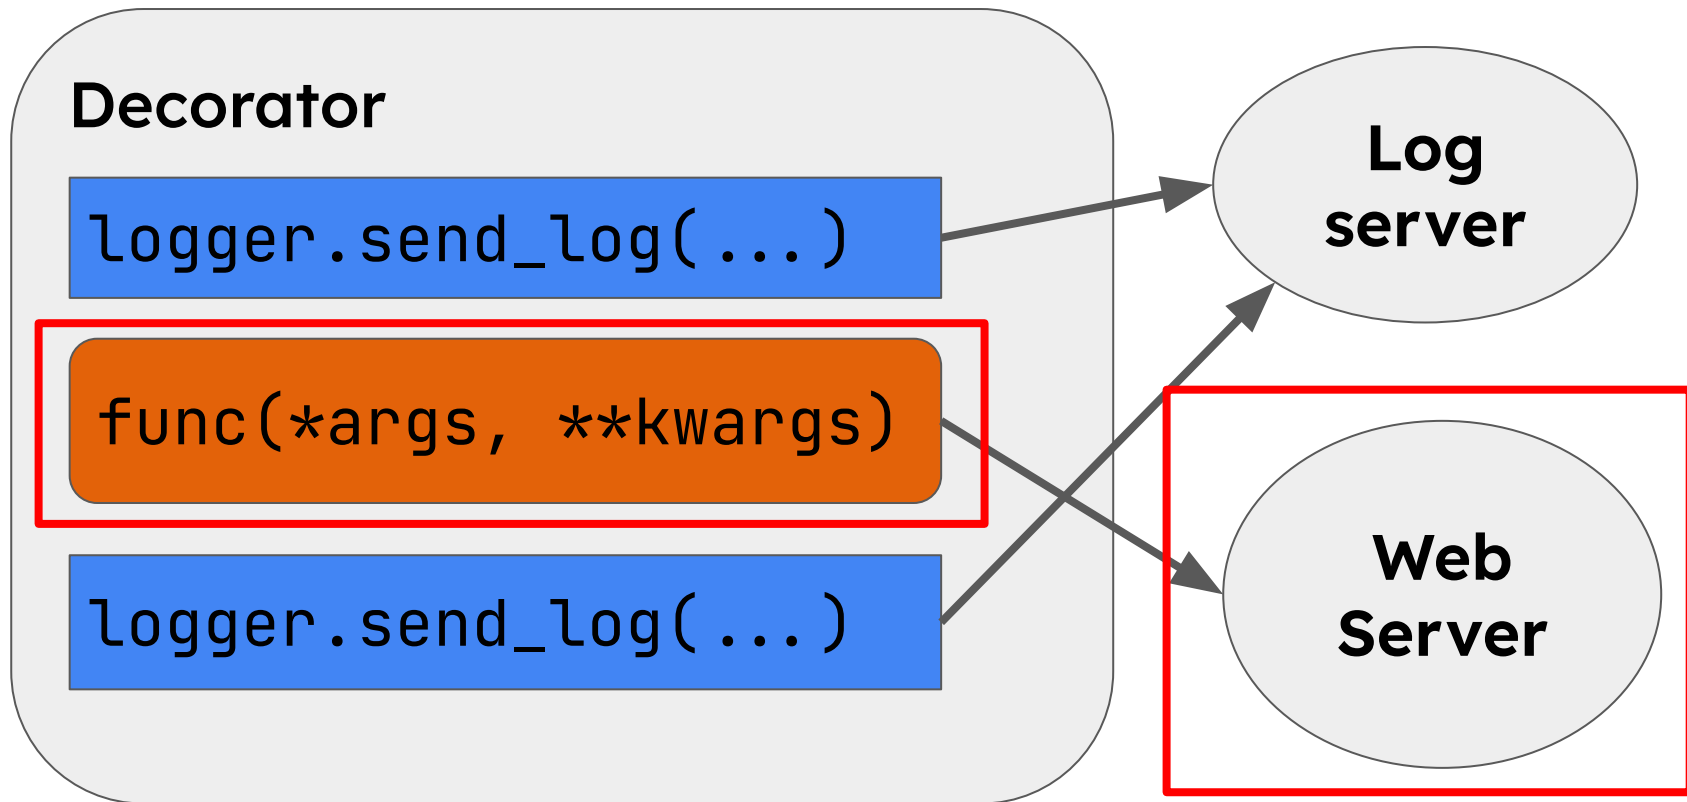 Decorator
logger.send_log(...)
func(*args, **kwargs)
logger.send_log(...)
Log
server
Web
Server